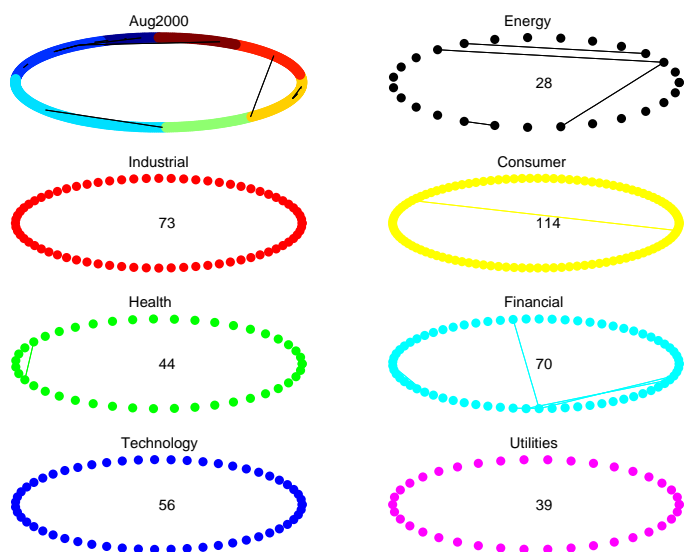 Aug2000
Energy
28
Industrial
Consumer
73
114
Health
Financial
44
70
Technology
Utilities
56
39